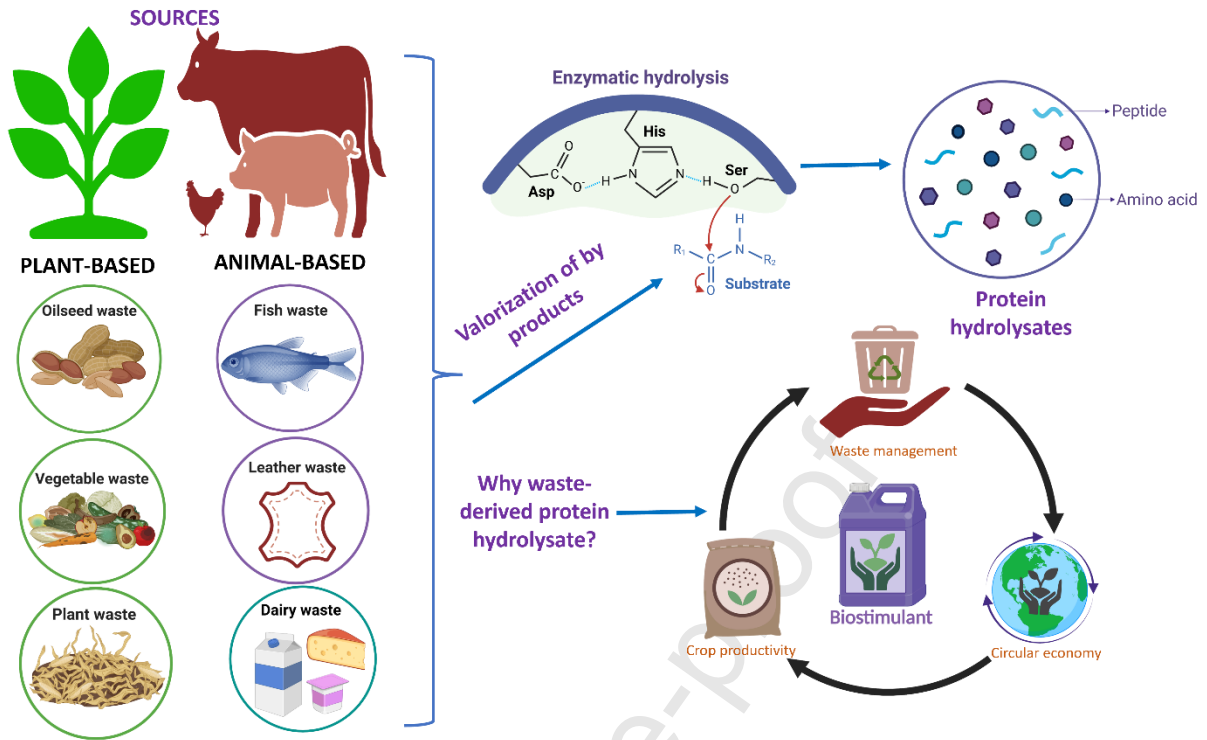 SOURCES
PLANT-BASED
ANIMAL-BASED
Oilseed waste
Fish waste
Vegetable waste
Leather waste
Plant waste
Dairy waste
Valorization of by
products
Enzymatic hydrolysis
Asp
O
O-
H
His
N
N
H
Ser
O
R1
C
N
H
R2
O
Substrate
Peptide
Amino acid
Protein
hydrolysates
Why waste-
derived protein
hydrolysate?
Waste management
Circular economy
Crop productivity
Biostimulant
e-proof